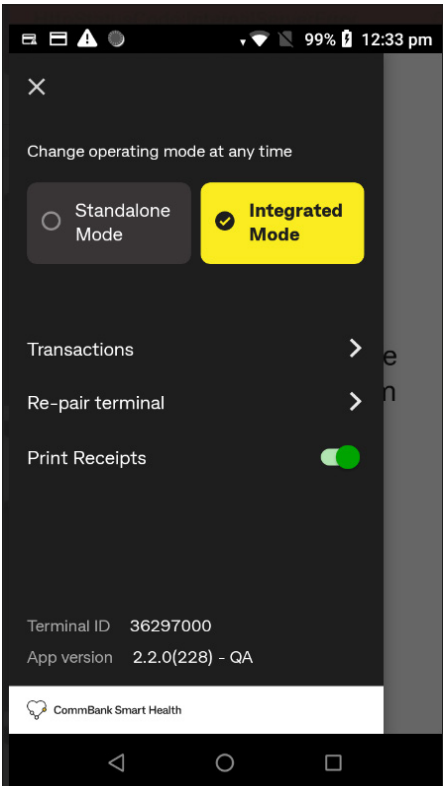 99% 12:33 pm
Change operating mode at any time
Standalone
Mode
Integrated
Mode
Transactions
Re-pair terminal
Print Receipts
Terminal ID 36297000
App version 2.2.0(228) - QA
CommBank Smart Health
e
n